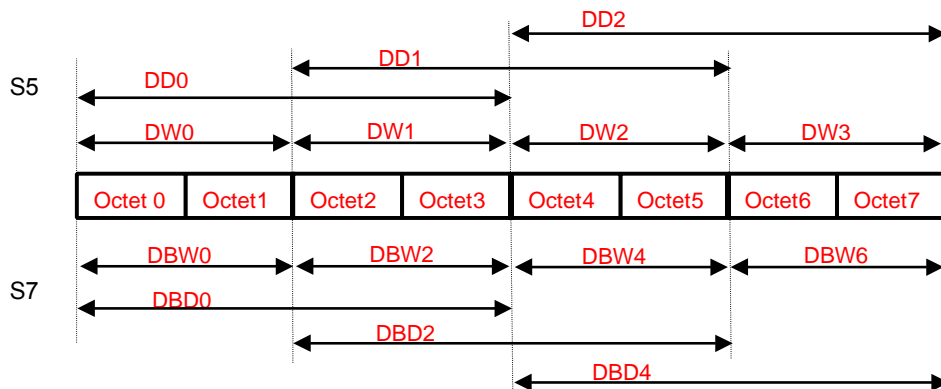 DD2
DD1
S5
DD0
DW0 DW1 DW2 DW3
Octet 0 Octet1 Octet2 Octet3 Octet4 Octet5 Octet6 Octet7
DBW0 DBW2 DBW4 DBW6
S7
DBD0
DBD2
DBD4